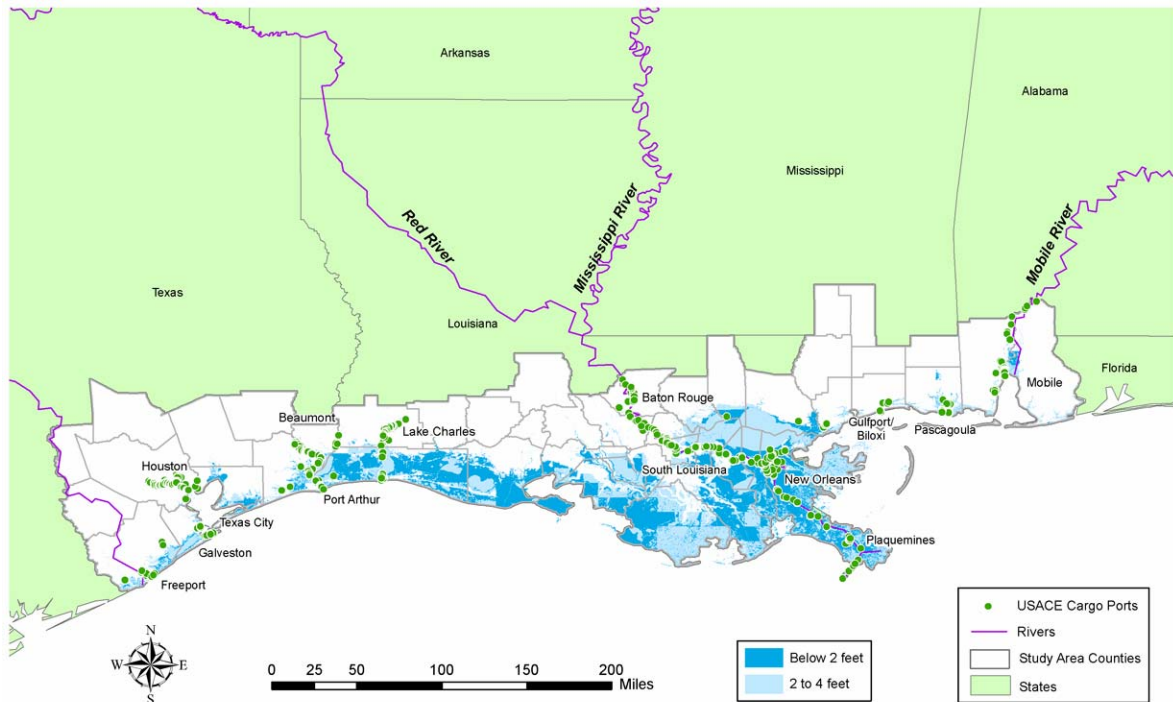 Arkansas
Alabama
Mississippi
Texas
Louisiana
Red River
Mississippi River
Mobile River
Florida
Mobile
Beaumont
Lake Charles
Baton Rouge
Gulfport/
Biloxi
Pascagoula
Houston
South Louisiana
New Orleans
Port Arthur
Texas City
Galveston
Plaquemines
Freeport
N
W E
S
0 25 50 100 150 200
Miles
Below 2 feet
2 to 4 feet
USACE Cargo Ports
Rivers
Study Area Counties
States